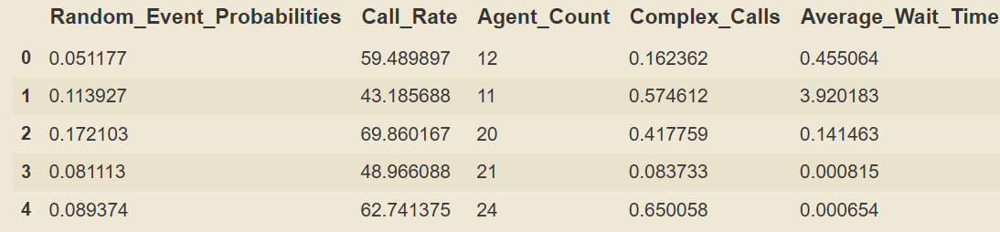 Random_Event_Probabilities Call_Rate Agent_Count Complex_Calls Average_Wait_Time
0 0.051177 59.489897 12 0.162362 0.455064
1 0.113927 43.185688 11 0.574612 3.920183
2 0.172103 69.860167 20 0.417759 0.141463
3 0.081113 48.966088 21 0.083733 0.000815
4 0.089374 62.741375 24 0.650058 0.000654